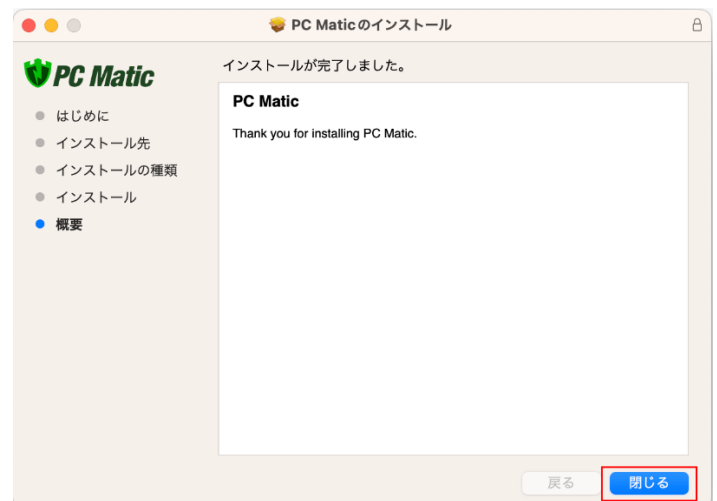 PC Maticのインストール
PC Matic
インストールが完了しました。
はじめに
インストール先
インストールの種類
インストール
概要
PC Matic
Thank you for installing PC Matic.
戻る
閉じる